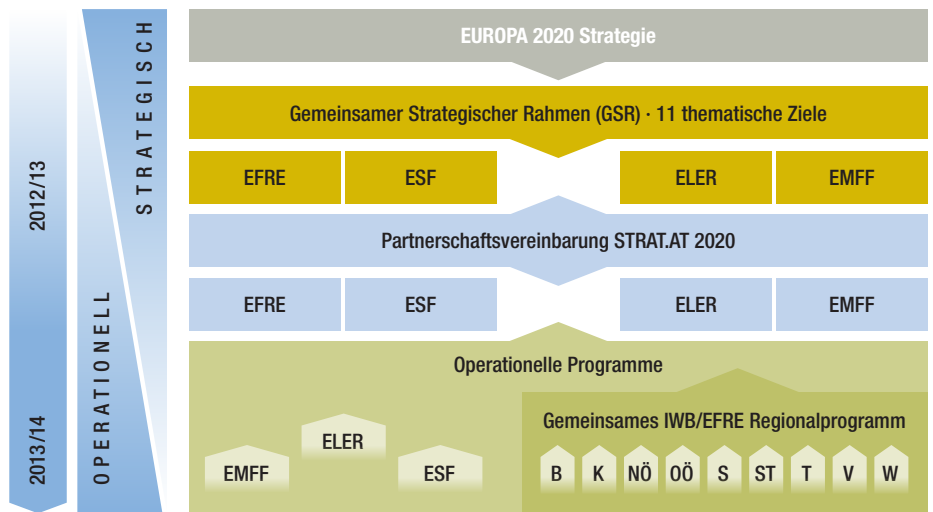 2012/13
2013/14
STRATEGISCH
OPERATIONELL
EUROPA 2020 Strategie
Gemeinsamer Strategischer Rahmen (GSR) · 11 thematische Ziele
EFRE ESF ELER EMFF
Partnerschaftsvereinbarung STRAT.AT 2020
EFRE ESF ELER EMFF
Operationelle Programme
EMFF ELER ESF
Gemeinsames IWB/EFRE Regionalprogramm
B K NÖ OÖ S ST T V W